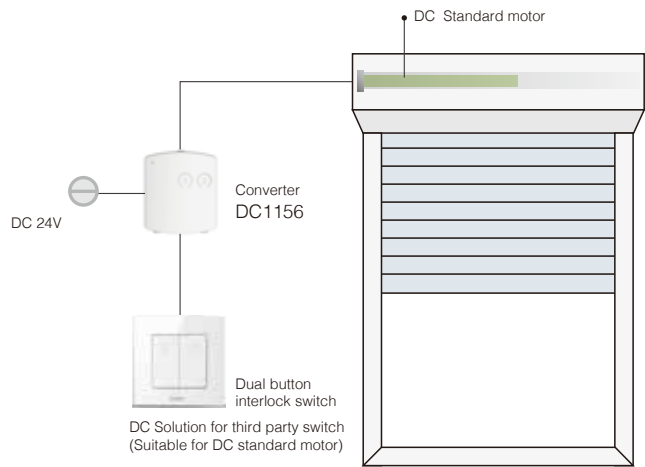 DC Standard motor
Converter
DC1156
DC 24V
Dual button
interlock switch
DC Solution for third party switch
(Suitable for DC standard motor)